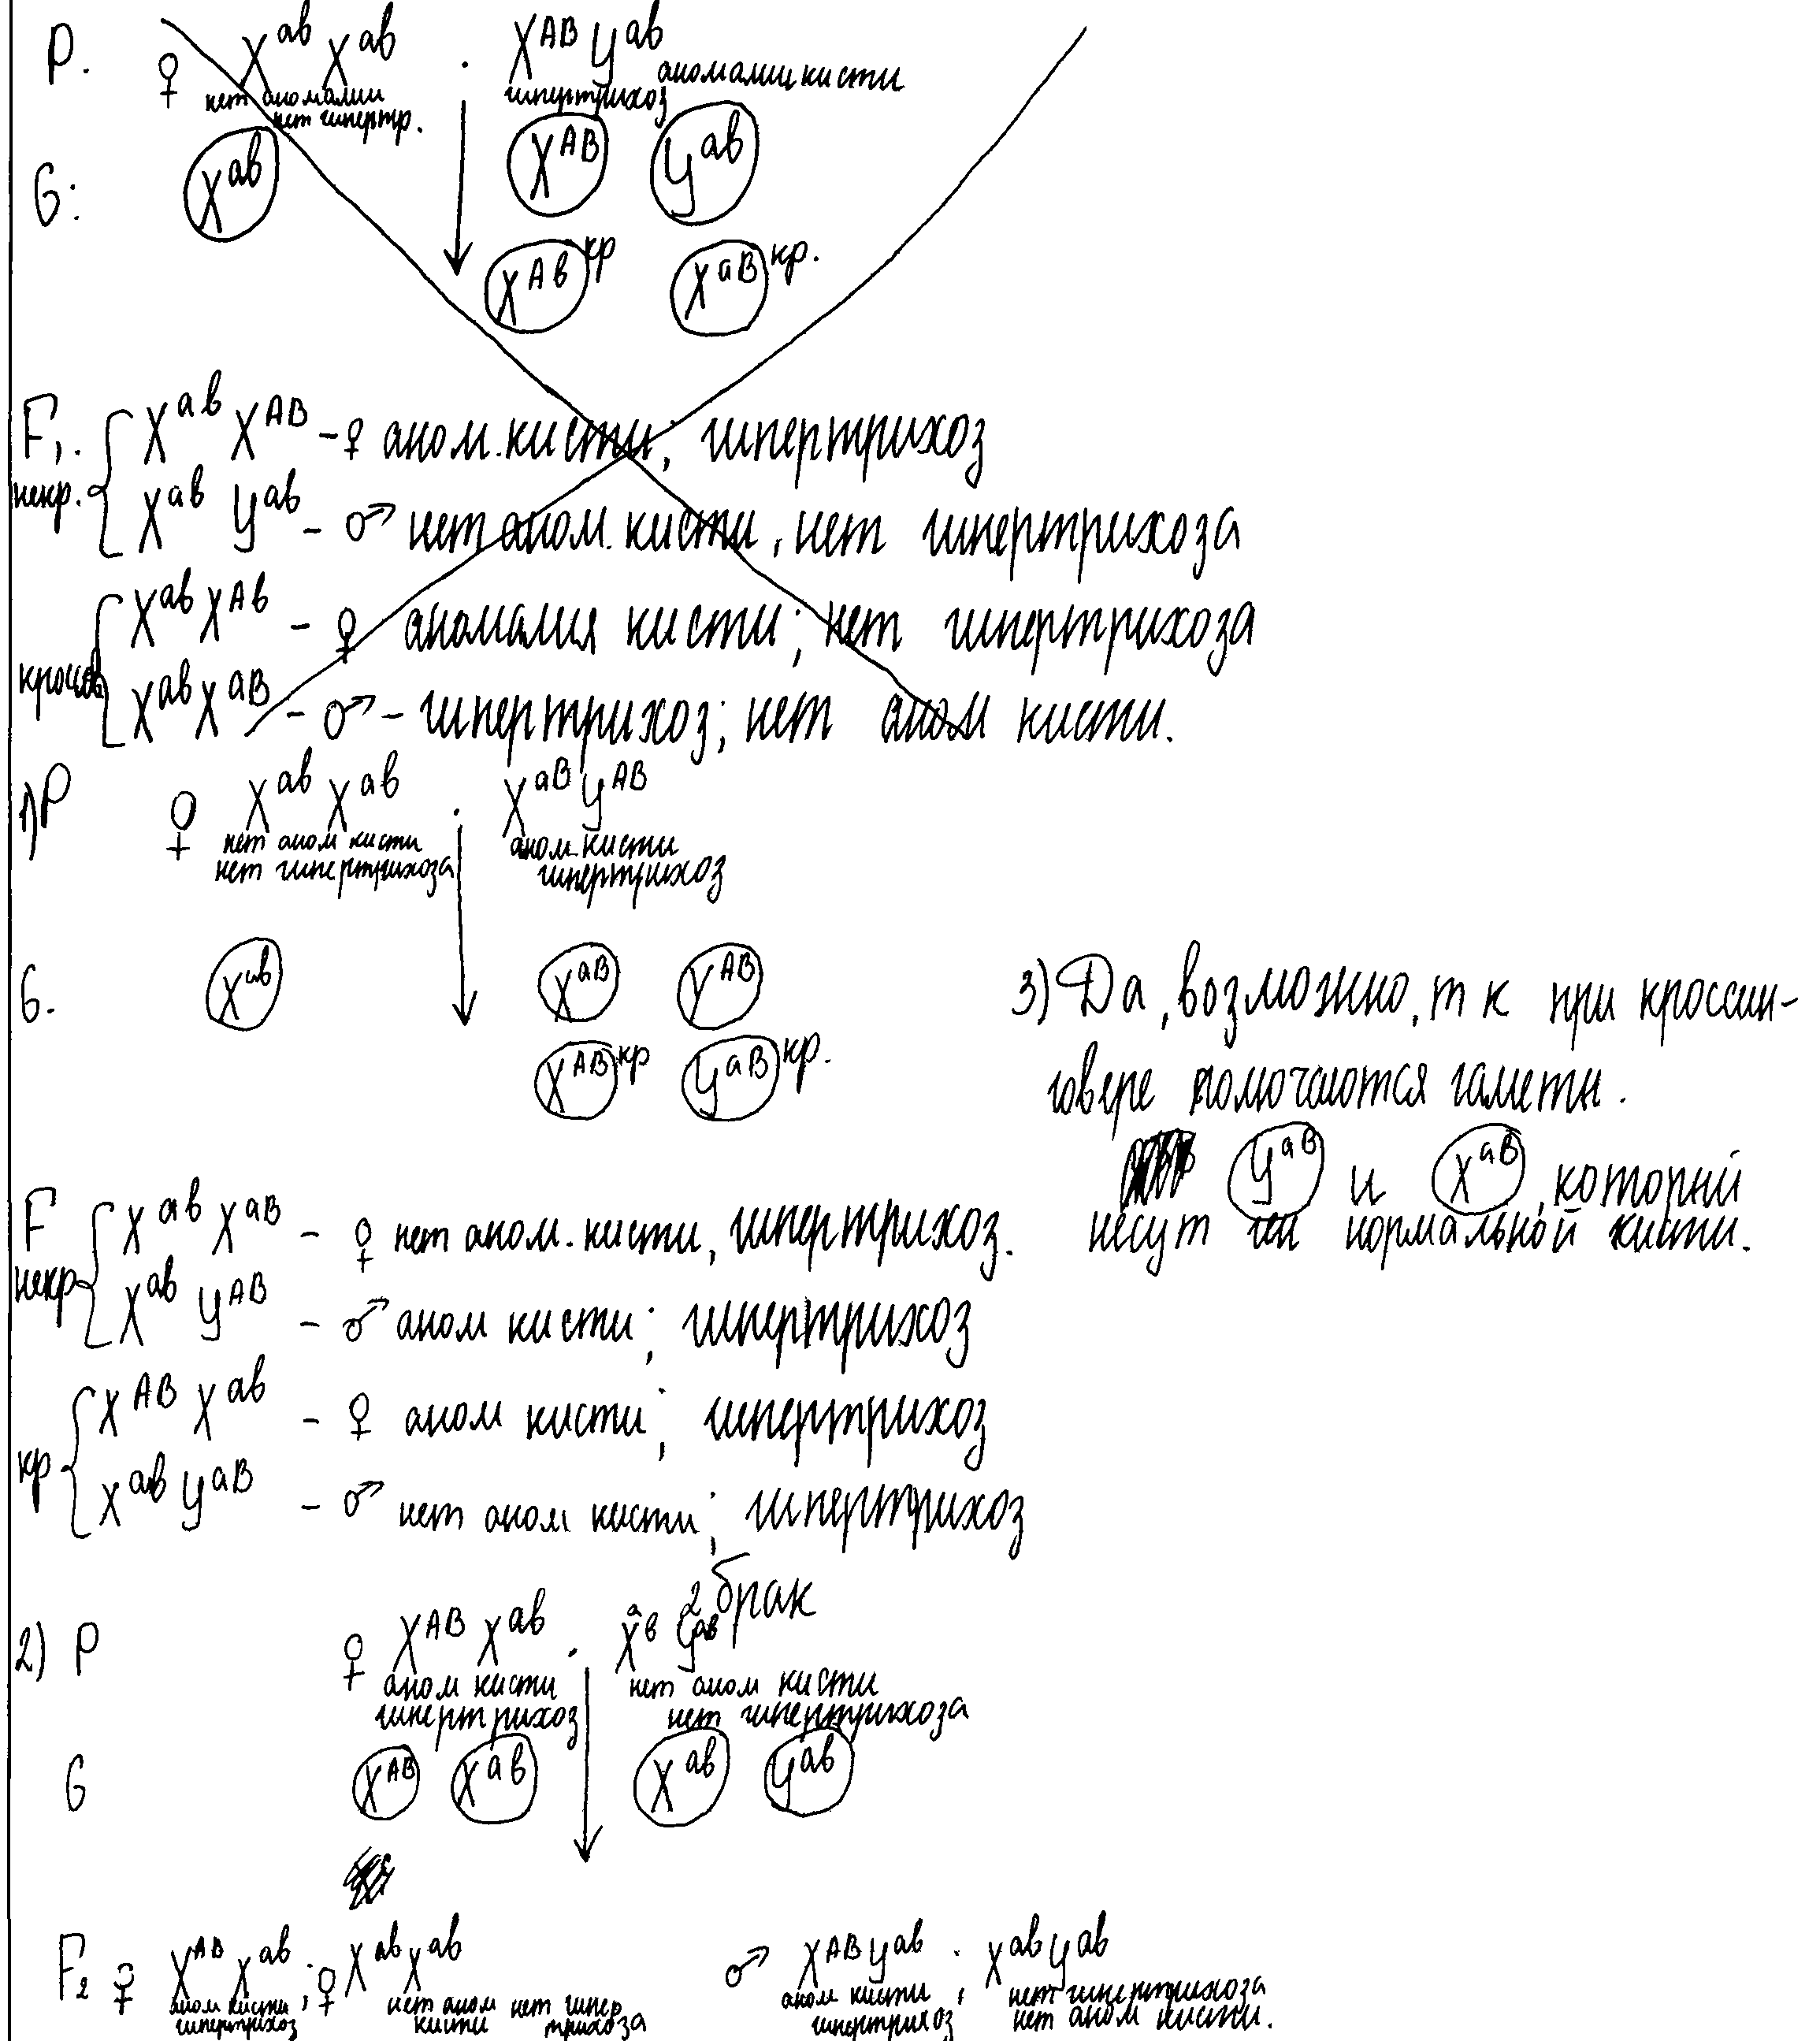 P. ♀ X^ab X^ab · X^AB Y^ab аномалии кисти
нет аномалии гипертрихоз
нет гипертр.
G: X^ab X^AB Y^ab
X^Ab кр X^aB кр.
F₁. X^ab X^AB – ♀ аном. кисти; гипертрихоз
некр. X^ab Y^ab – ♂ нет аном. кисти, нет гипертрихоза
X^ab X^Ab – ♀ аномалия кисти; нет гипертрихоза
кроссов X^ab X^aB – ♂ – гипертрихоз; нет аном кисти.
1) P ♀ X^ab X^ab · X^aB Y^AB
нет аном кисти аном. кисти
нет гипертрихоза гипертрихоз
G. X^ab X^aB Y^AB
X^AB кр Y^aB кр.
3) Да, возможно, т к при кроссин-
говере получаются гаметы.
Y^aB и X^aB, которые
несут ген нормальной кисти.
F X^ab X^aB – ♀ нет аном. кисти, гипертрихоз.
некр X^ab Y^AB – ♂ аном кисти; гипертрихоз
X^AB X^ab – ♀ аном кисти; гипертрихоз
кр X^ab Y^aB – ♂ нет аном кисти; гипертрихоз
2 брак
2) P ♀ X^AB X^ab · X^ab Y^ab
аном кисти нет аном кисти
гипертрихоз нет гипертрихоза
G X^AB X^ab X^ab Y^ab
F₂ ♀ X^AB X^ab; ♀ X^ab X^ab ♂ X^AB Y^ab · X^ab Y^ab
аном кисти нет аном нет гипер аном кисти ; нет гипертрихоза
гипертрихоз кисти трихоза гипертрихоз нет аном кисти.